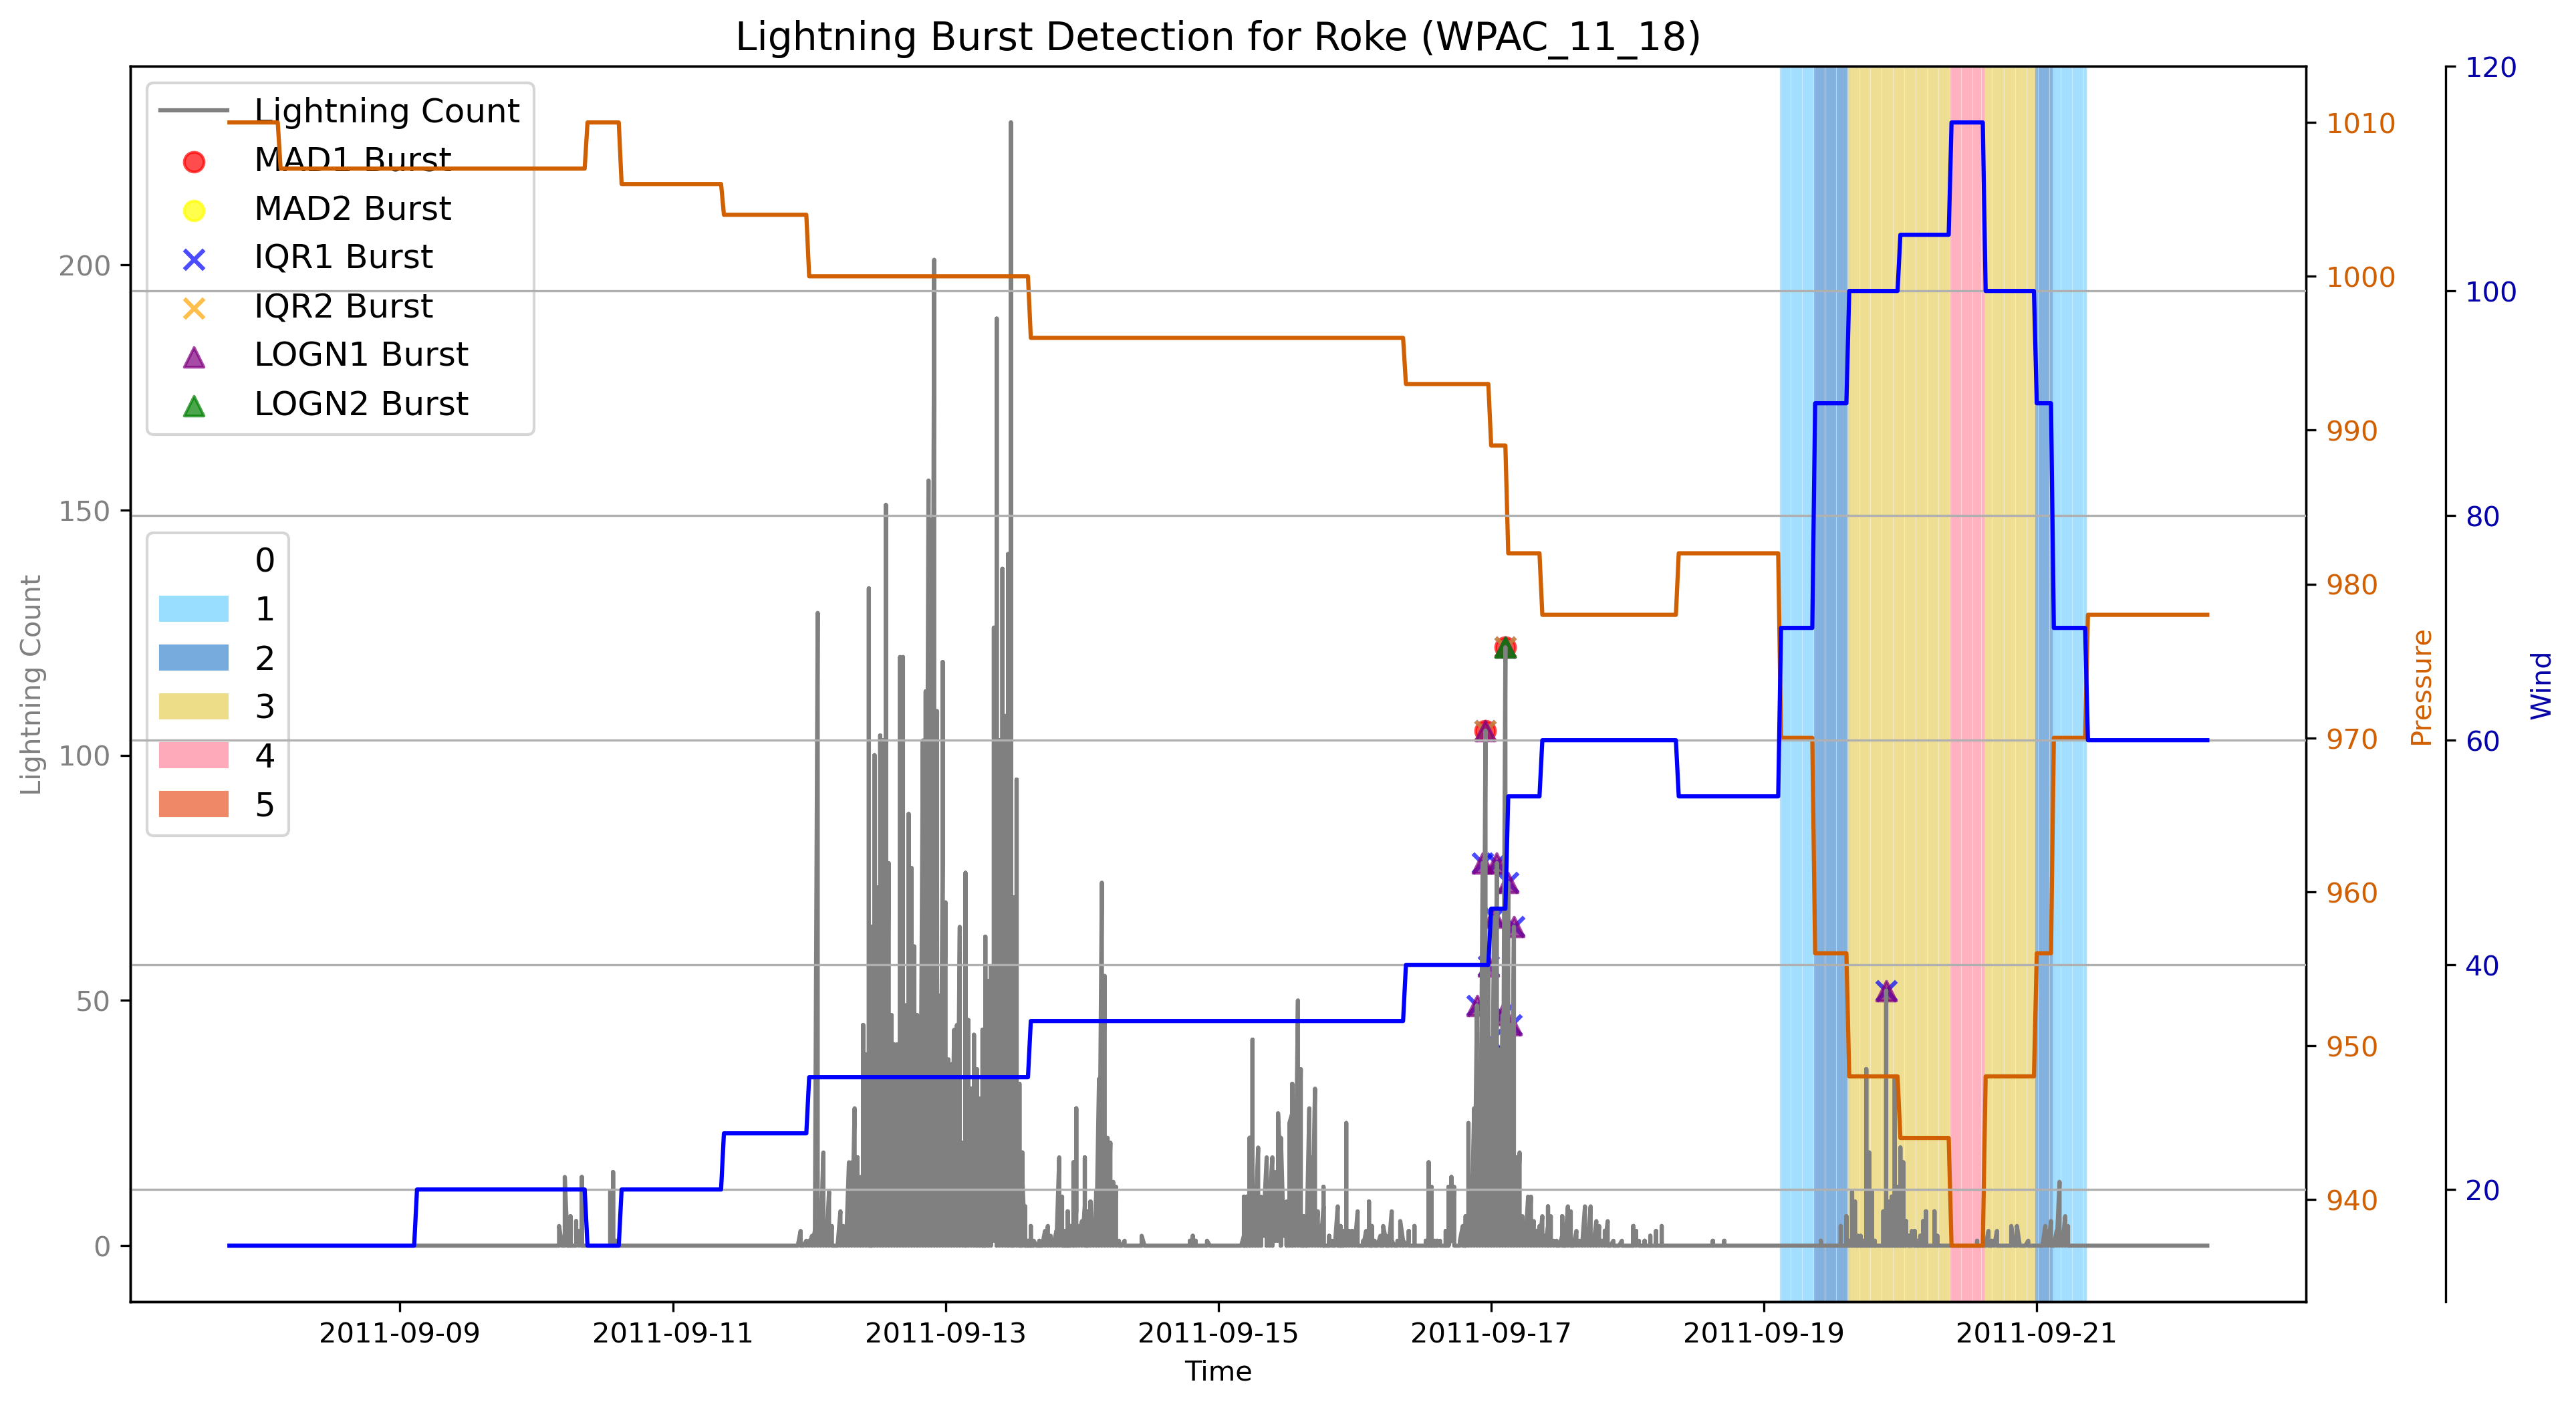 Lightning Burst Detection for Roke (WPAC_11_18)
Lightning Count
MAD1 Burst
MAD2 Burst
IQR1 Burst
IQR2 Burst
LOGN1 Burst
LOGN2 Burst
0
1
2
3
4
5
Lightning Count
200
150
100
50
0
2011-09-09
2011-09-11
2011-09-13
2011-09-15
2011-09-17
2011-09-19
2011-09-21
Time
1010
1000
990
980
970
960
950
940
Pressure
120
100
80
60
40
20
Wind